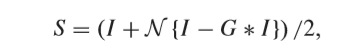 S = (I + 𝒩{I − G ∗ I}) /2,